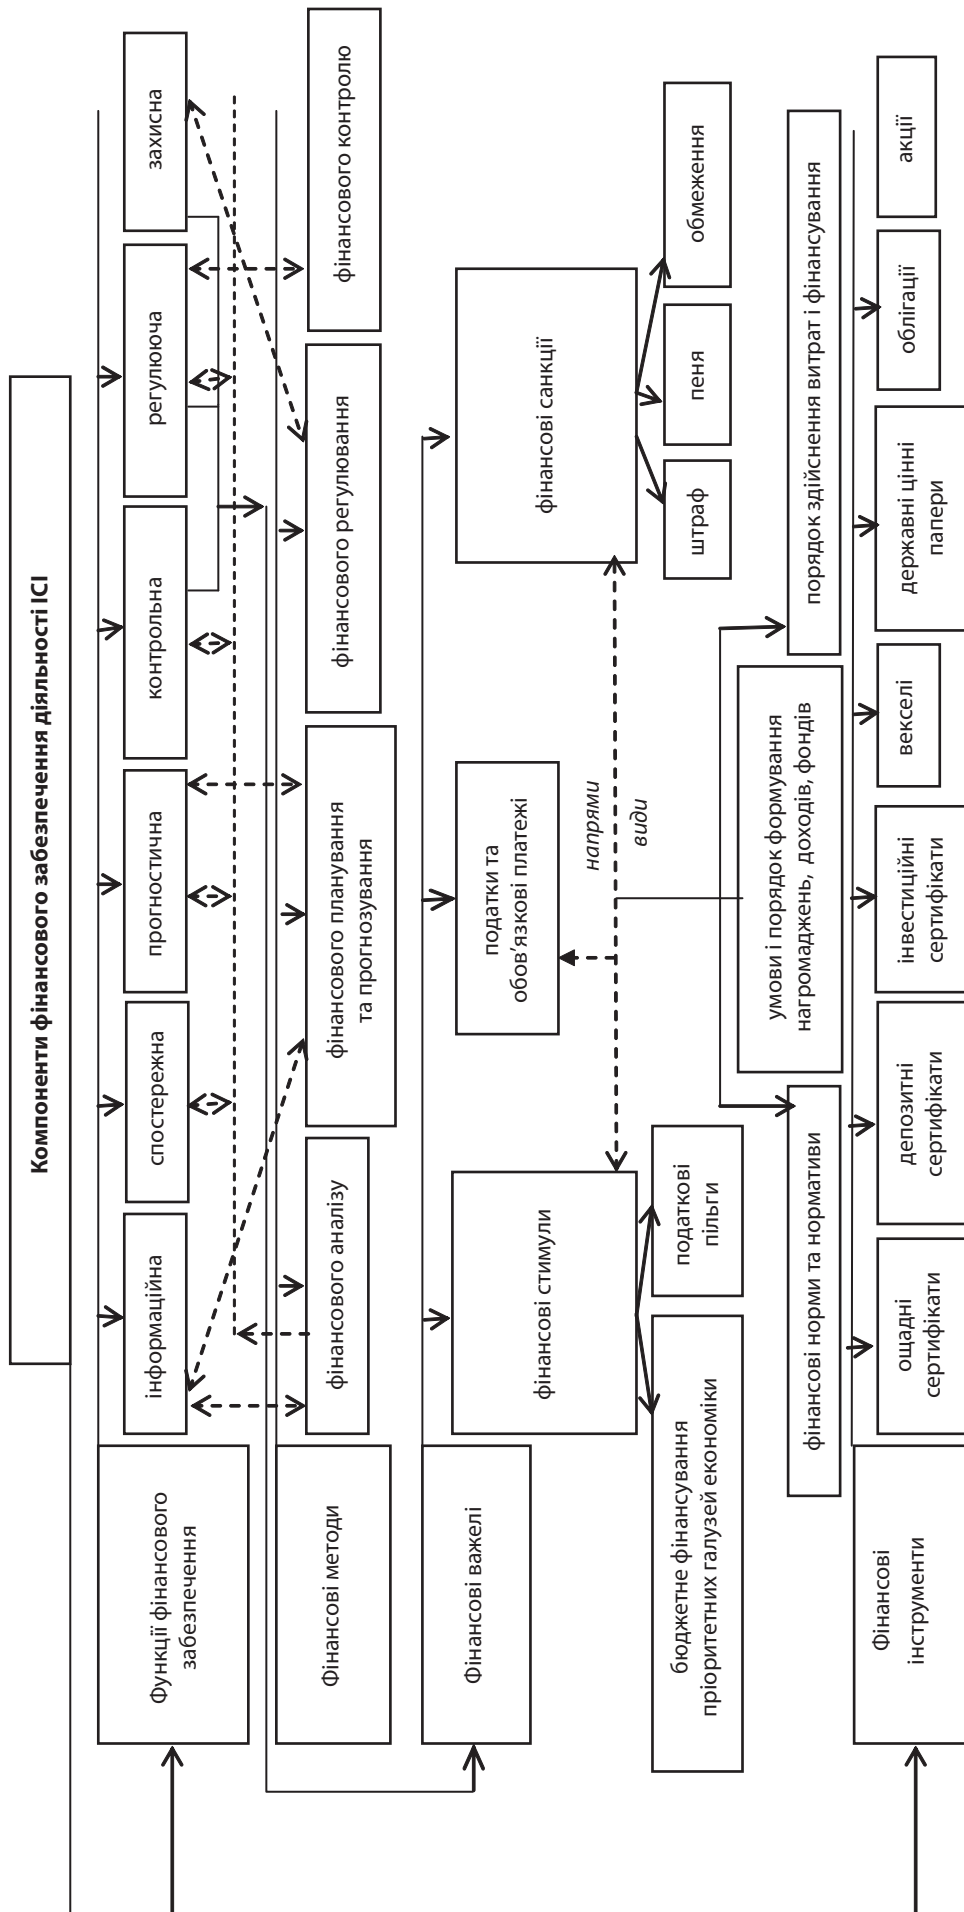 Компоненти фінансового забезпечення діяльності ІСІ
Функції фінансового
забезпечення
інформаційна
спостережна
прогностична
контрольна
регулююча
захисна
Фінансові методи
фінансового аналізу
фінансового планування
та прогнозування
фінансового регулювання
фінансового контролю
Фінансові важелі
фінансові стимули
податки та
обов’язкові платежі
фінансові санкції
напрями
види
бюджетне фінансування
пріоритетних галузей економіки
податкові
пільги
штраф
пеня
обмеження
умови і порядок формування
нагромаджень, доходів, фондів
фінансові норми та нормативи
порядок здійснення витрат і фінансування
Фінансові
інструменти
ощадні
сертифікати
депозитні
сертифікати
інвестиційні
сертифікати
векселі
державні цінні
папери
облігації
акції